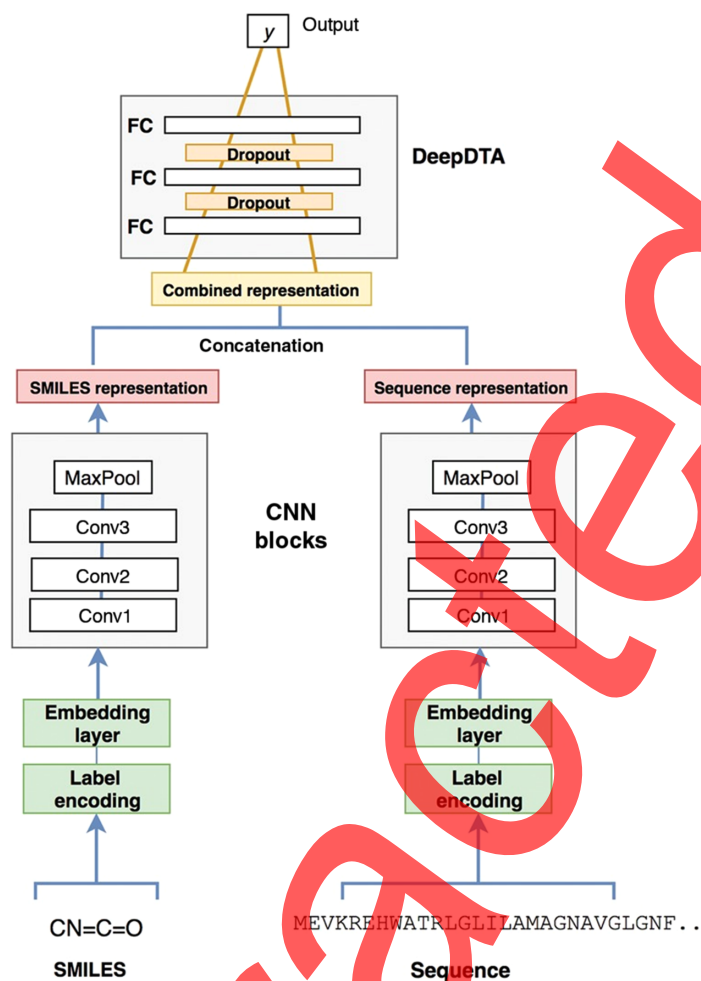 y Output
FC
Dropout
DeepDTA
FC
Dropout
FC
Combined representation
Concatenation
SMILES representation
Sequence representation
MaxPool
MaxPool
CNN
blocks
Conv3
Conv3
Conv2
Conv2
Conv1
Conv1
Embedding
layer
Embedding
layer
Label
encoding
Label
encoding
CN=C=O
MEVKREHWATRLGLILAMAGNAVGLGNF..
SMILES
Sequence
acted